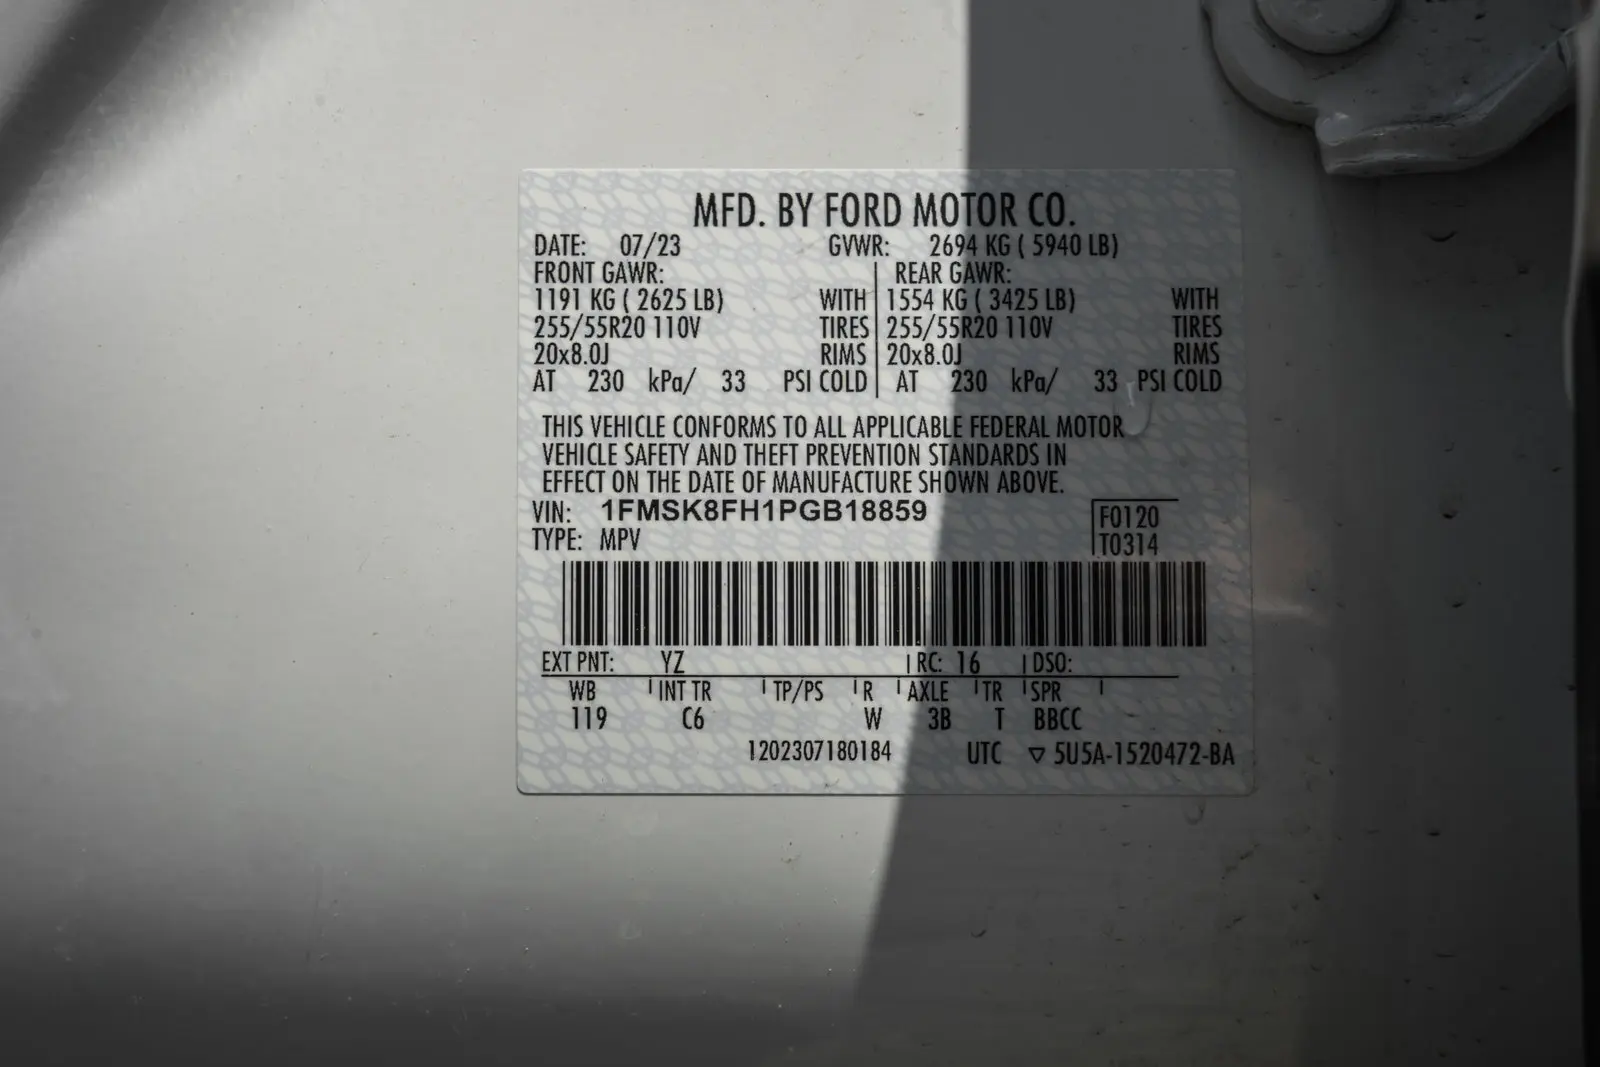 MFD. BY FORD MOTOR CO.
DATE: 07/23 GVWR: 2694 KG ( 5940 LB)
FRONT GAWR: REAR GAWR:
1191 KG ( 2625 LB) WITH 1554 KG ( 3425 LB) WITH
255/55R20 110V TIRES 255/55R20 110V TIRES
20x8.0J RIMS 20x8.0J RIMS
AT 230 kPa/ 33 PSI COLD AT 230 kPa/ 33 PSI COLD
THIS VEHICLE CONFORMS TO ALL APPLICABLE FEDERAL MOTOR
VEHICLE SAFETY AND THEFT PREVENTION STANDARDS IN
EFFECT ON THE DATE OF MANUFACTURE SHOWN ABOVE.
VIN: 1FMSK8FH1PGB18859 F0120
TYPE: MPV T0314
EXT PNT: YZ RC: 16 DSO:
WB INT TR TP/PS R AXLE TR SPR
119 C6 W 3B T BBCC
1202307180184 UTC ▽ 5U5A-1520472-BA